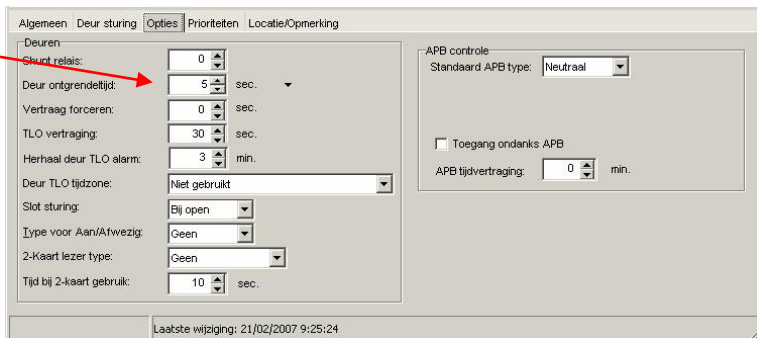 Algemeen Deur sturing Opties Prioriteiten Locatie/Opmerking
Deuren
Shunt relais: 0
Deur ontgrendeltijd: 5 sec.
Vertraag forceren: 0 sec.
TLO vertraging: 30 sec.
Herhaal deur TLO alarm: 3 min.
Deur TLO tijdzone: Niet gebruikt
Slot sturing: Bij open
Type voor Aan/Afwezig: Geen
2-Kaart lezer type: Geen
Tijd bij 2-kaart gebruik: 10 sec.
APB controle
Standaard APB type: Neutraal
Toegang ondanks APB
APB tijdvertraging: 0 min.
Laatste wijziging: 21/02/2007 9:25:24